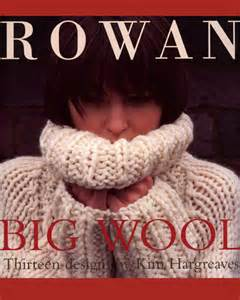 ROWAN
BIG WOOL
Thirteen designs by Kim Hargreaves